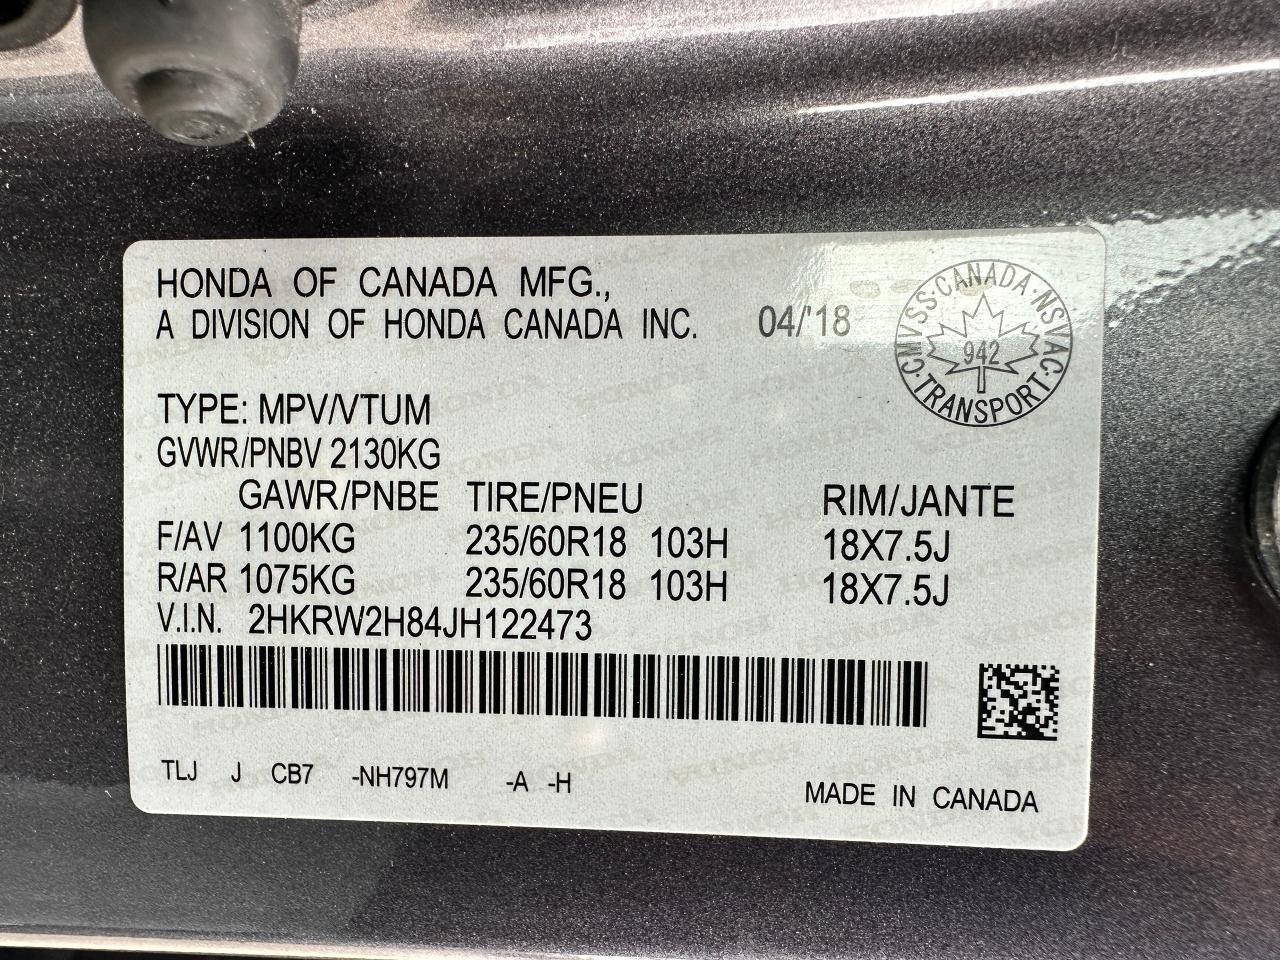 HONDA OF CANADA MFG.,
A DIVISION OF HONDA CANADA INC. 04/'18
CMVSS·CANADA·NSVAC·TRANSPORT
942
TYPE: MPV/VTUM
GVWR/PNBV 2130KG
GAWR/PNBE TIRE/PNEU RIM/JANTE
F/AV 1100KG 235/60R18 103H 18X7.5J
R/AR 1075KG 235/60R18 103H 18X7.5J
V.I.N. 2HKRW2H84JH122473
TLJ J CB7 -NH797M -A -H
MADE IN CANADA